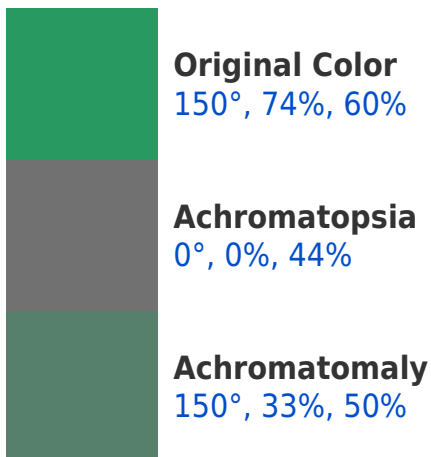 Original Color
150°, 74%, 60%
Achromatopsia
0°, 0%, 44%
Achromatomaly
150°, 33%, 50%